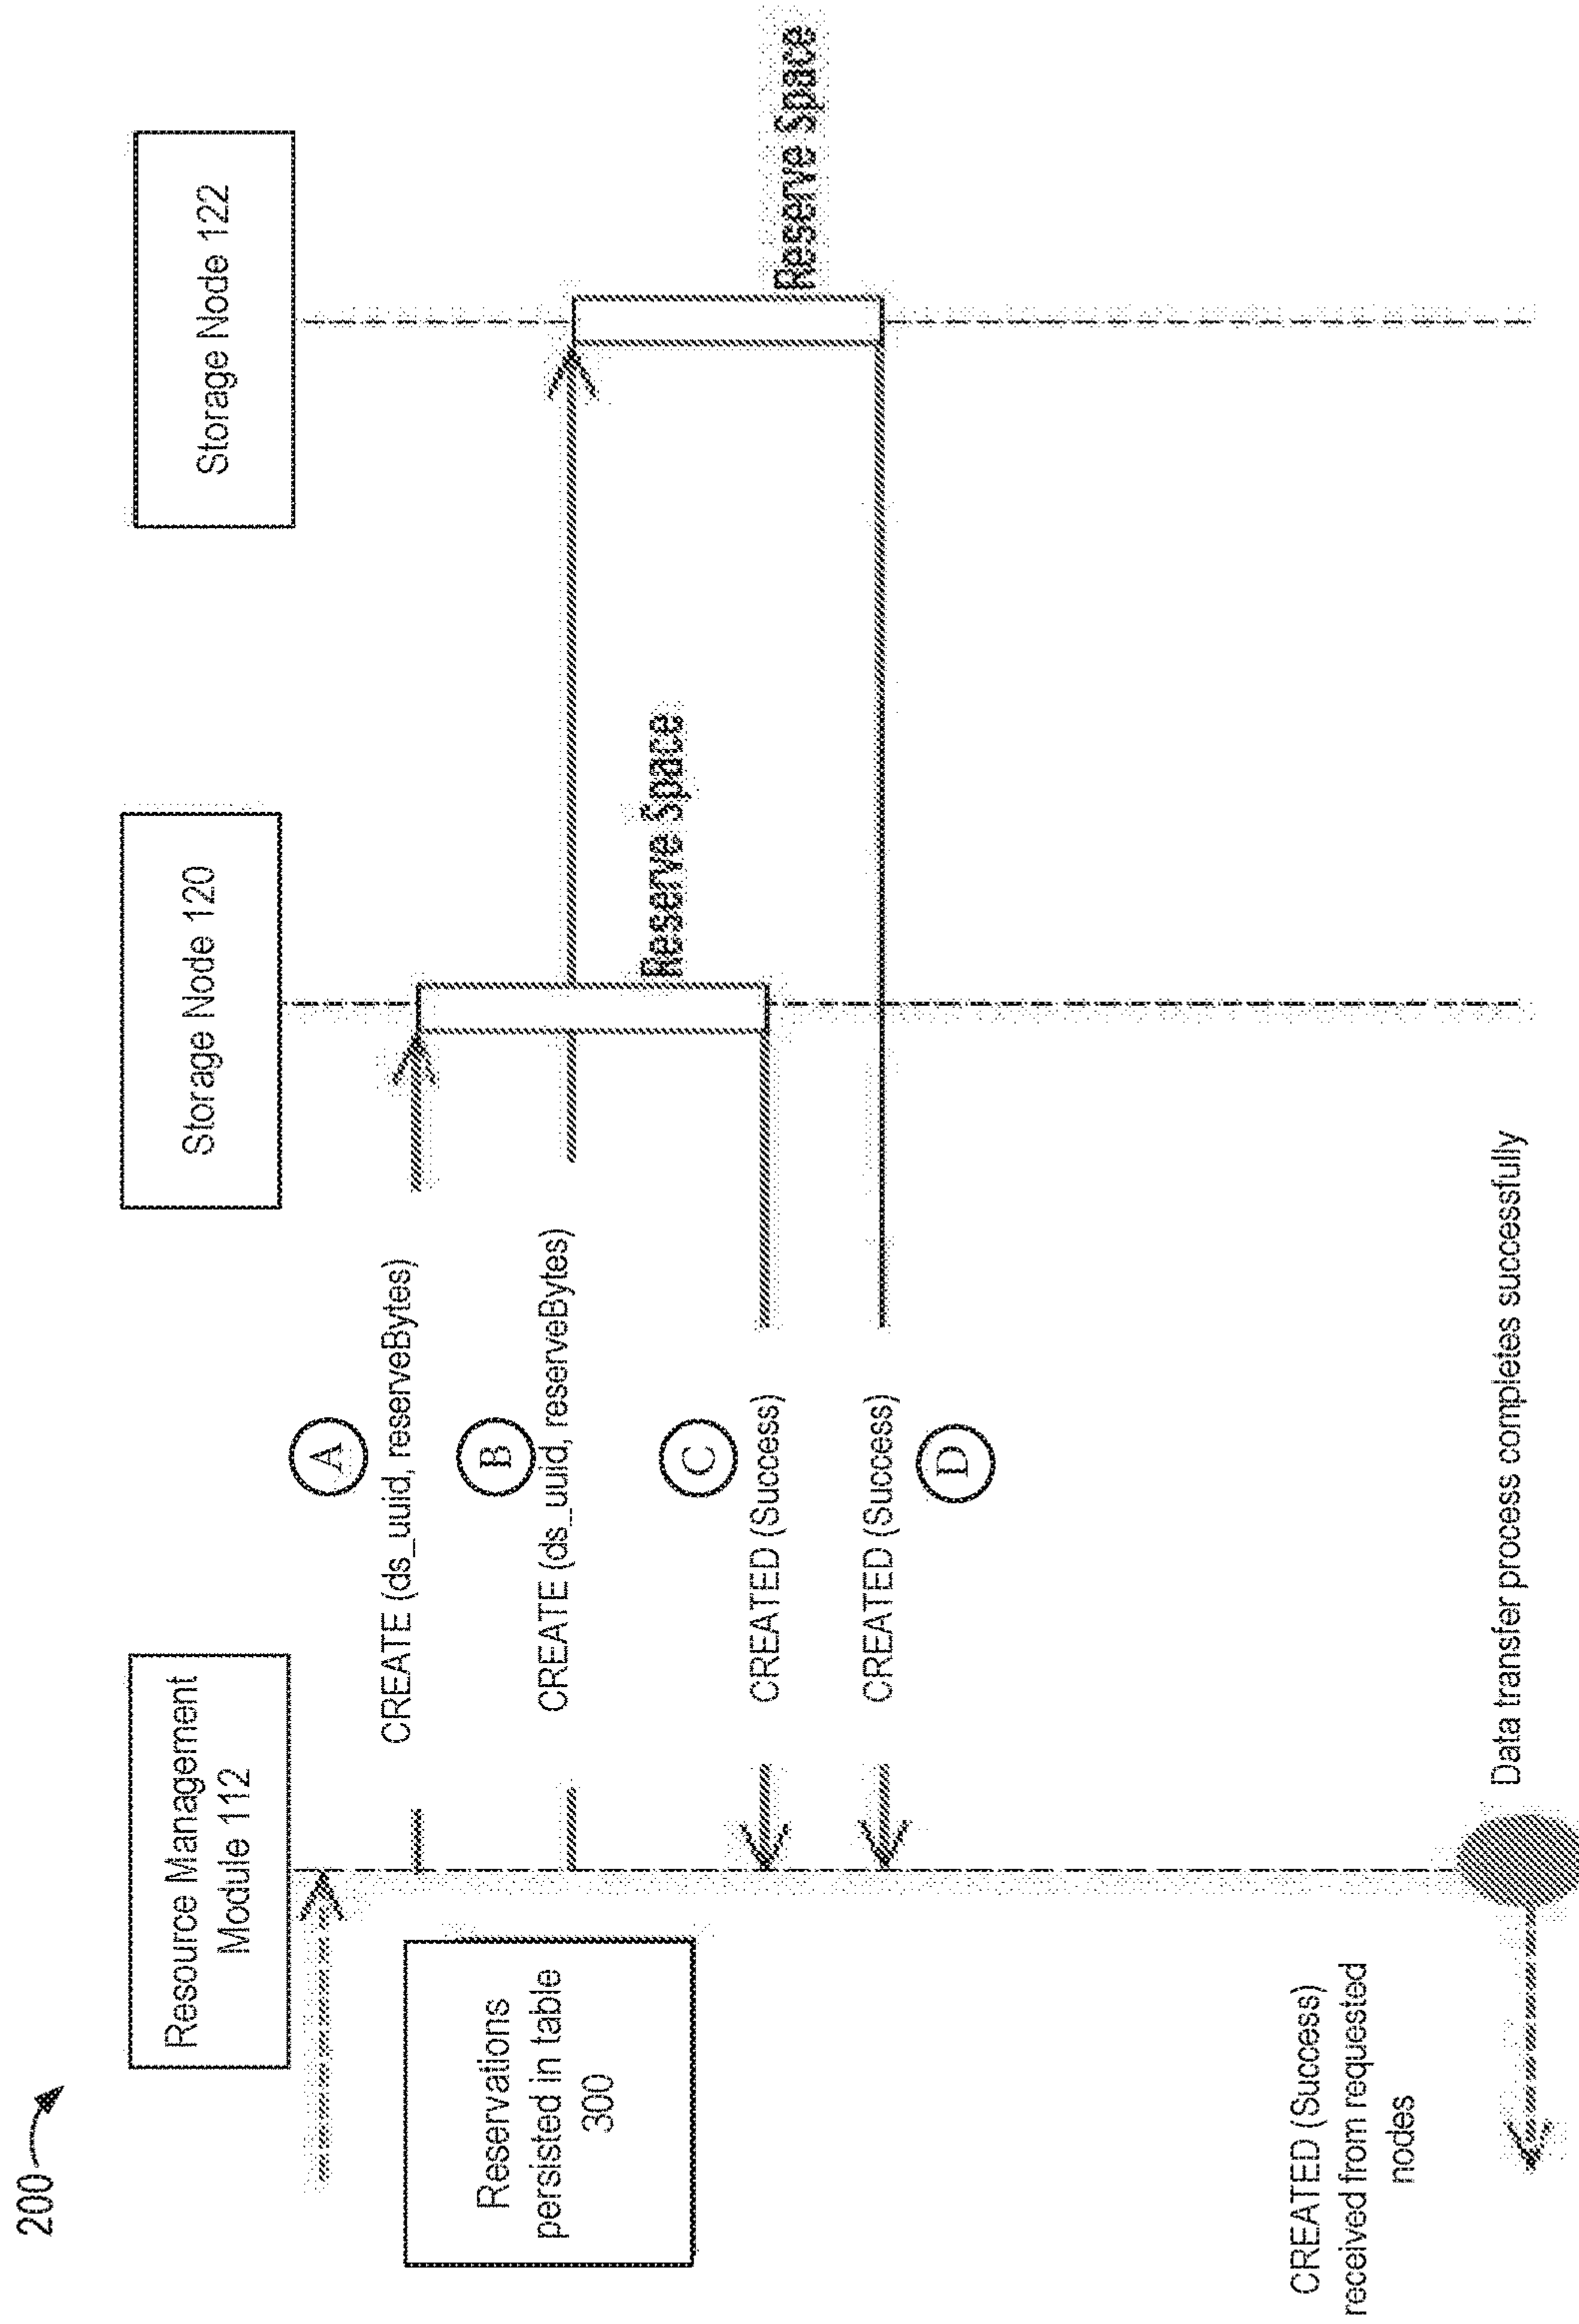 200
Resource Management
Module 112
Storage Node 120
Storage Node 122
Reservations
persisted in table
300
A
CREATE (ds_uuid, reserveBytes)
B
CREATE (ds_uuid, reserveBytes)
Reserve Space
C
CREATED (Success)
Reserve Space
CREATED (Success)
D
CREATED (Success)
received from requested
nodes
Data transfer process completes successfully